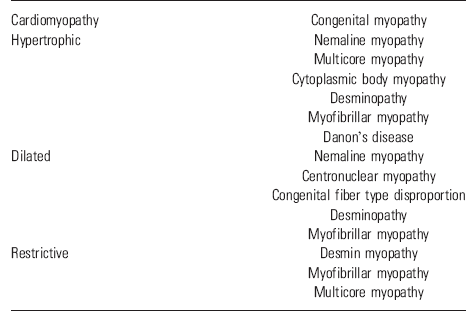 Cardiomyopathy Congenital myopathy
Hypertrophic Nemaline myopathy
Multicore myopathy
Cytoplasmic body myopathy
Desminopathy
Myofibrillar myopathy
Danon's disease
Dilated Nemaline myopathy
Centronuclear myopathy
Congenital fiber type disproportion
Desminopathy
Myofibrillar myopathy
Restrictive Desmin myopathy
Myofibrillar myopathy
Multicore myopathy